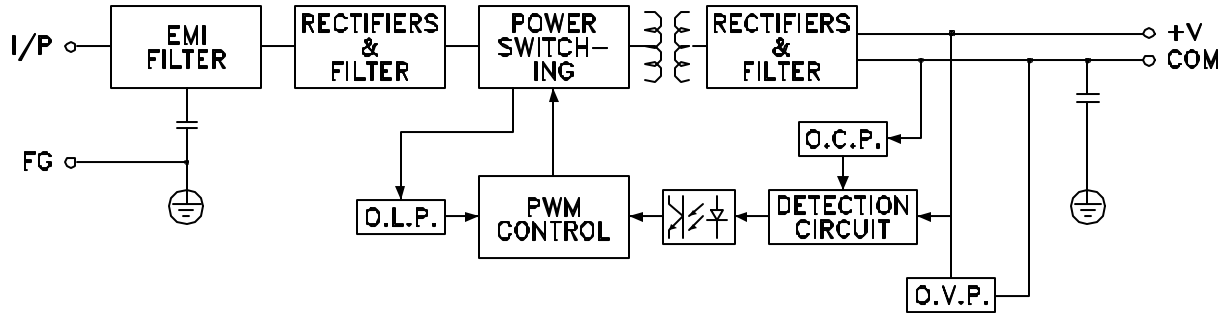 I/P
EMI
FILTER
RECTIFIERS
&
FILTER
POWER
SWITCH-
ING
RECTIFIERS
&
FILTER
+V
COM
FG
O.C.P.
O.L.P.
PWM
CONTROL
DETECTION
CIRCUIT
O.V.P.